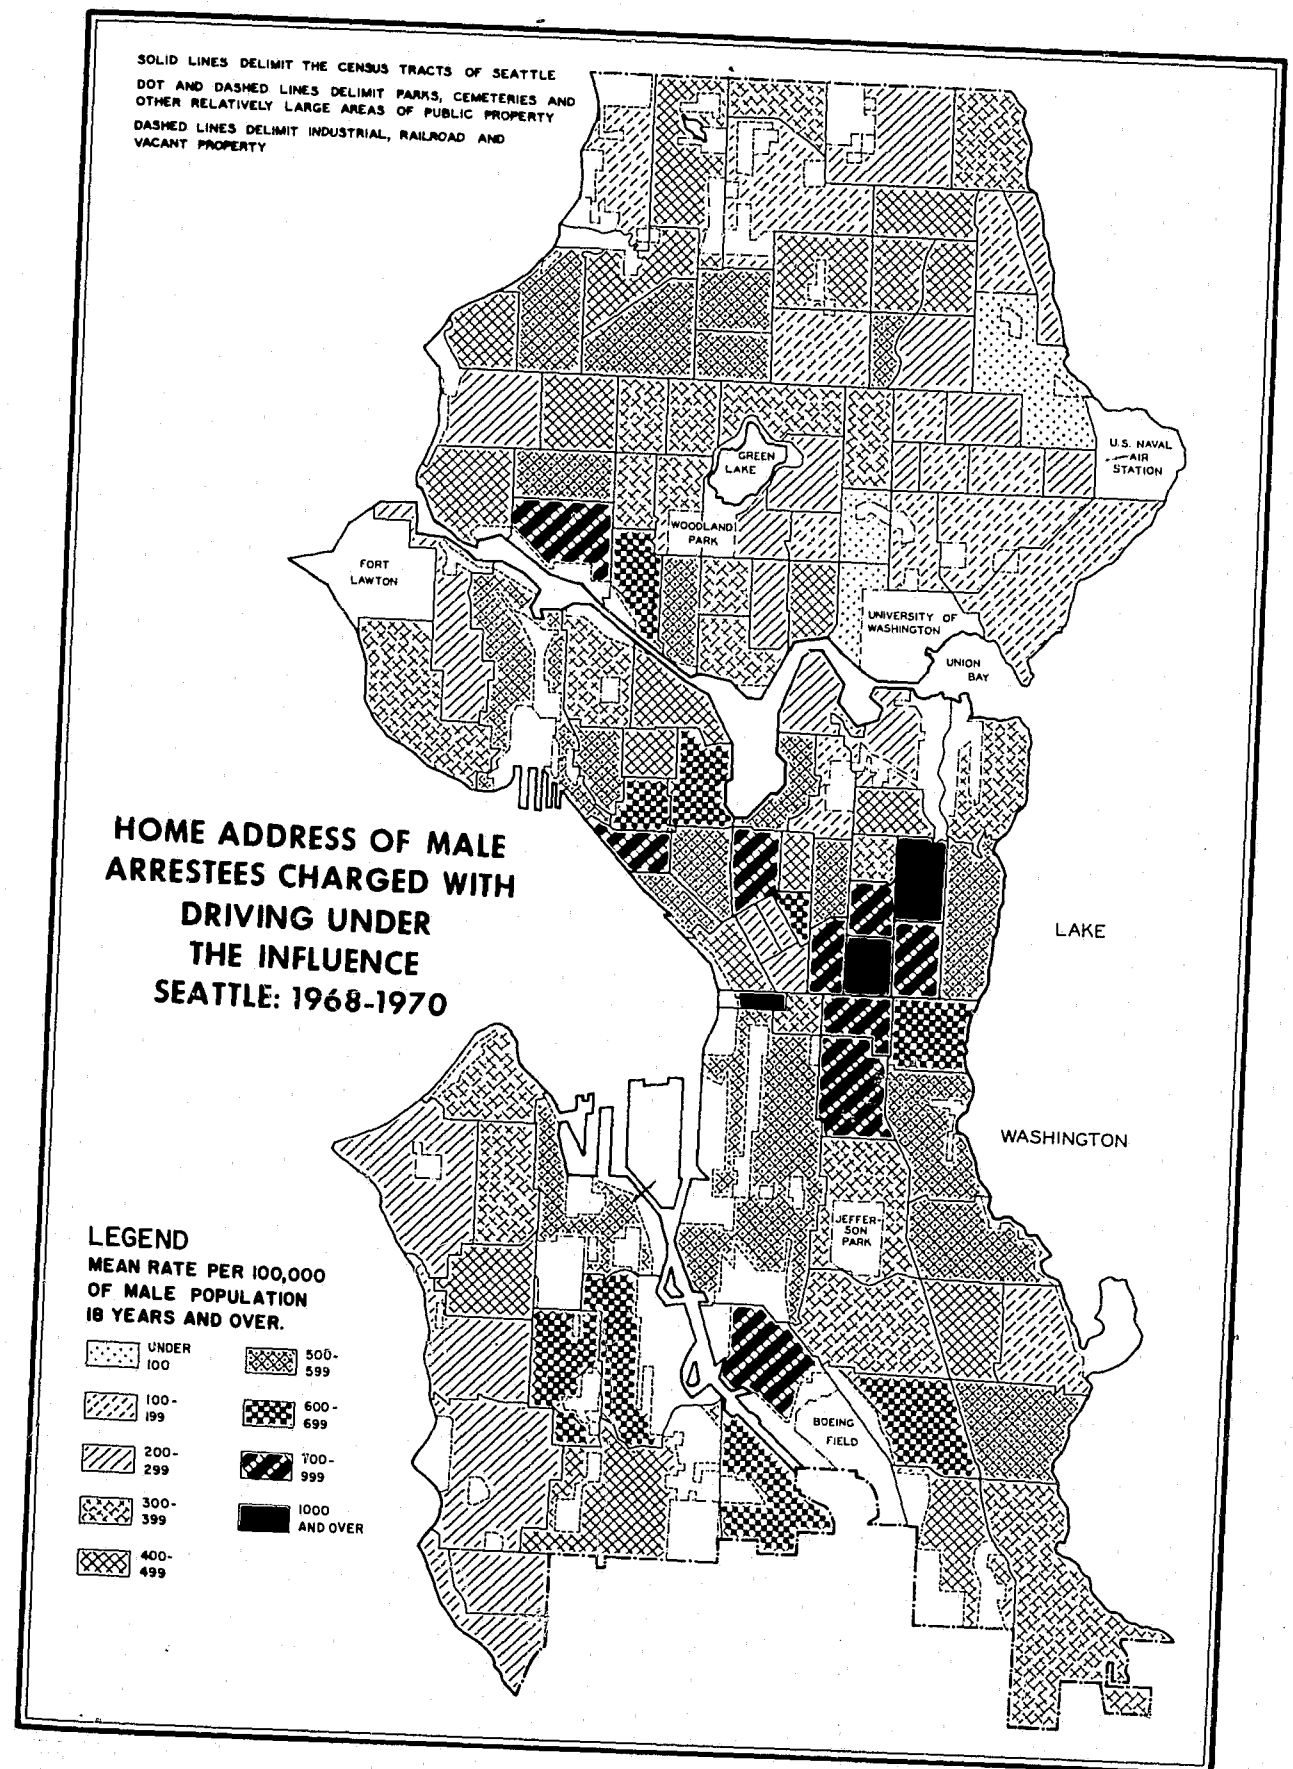 SOLID LINES DELIMIT THE CENSUS TRACTS OF SEATTLE
DOT AND DASHED LINES DELIMIT PARKS, CEMETERIES AND
OTHER RELATIVELY LARGE AREAS OF PUBLIC PROPERTY
DASHED LINES DELIMIT INDUSTRIAL, RAILROAD AND
VACANT PROPERTY
U.S. NAVAL
AIR
STATION
GREEN
LAKE
WOODLAND
PARK
FORT
LAWTON
UNIVERSITY OF
WASHINGTON
UNION
BAY
HOME ADDRESS OF MALE
ARRESTEES CHARGED WITH
DRIVING UNDER
THE INFLUENCE
SEATTLE: 1968-1970
LAKE
WASHINGTON
JEFFER-
SON
PARK
BOEING
FIELD
LEGEND
MEAN RATE PER 100,000
OF MALE POPULATION
18 YEARS AND OVER.
UNDER
100
100-
199
200-
299
300-
399
400-
499
500-
599
600-
699
700-
999
1000
AND OVER